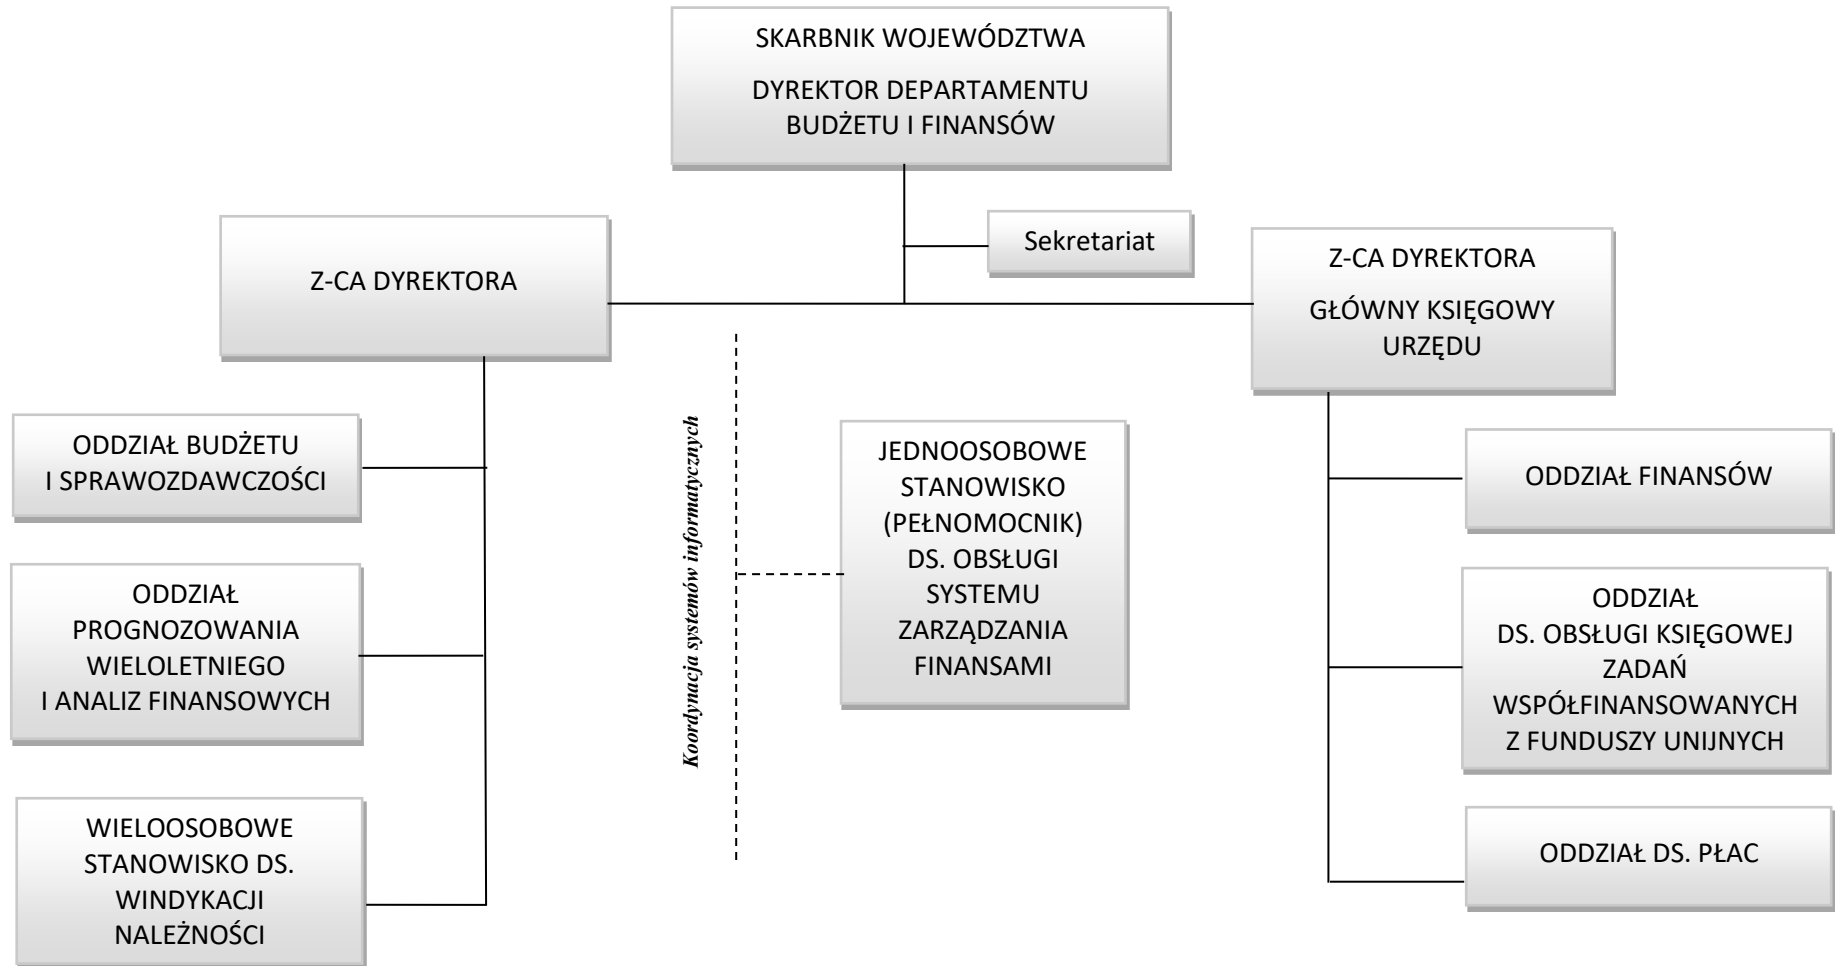 SKARBNIK WOJEWÓDZTWA
DYREKTOR DEPARTAMENTU
BUDŻETU I FINANSÓW
Sekretariat
Z-CA DYREKTORA
Z-CA DYREKTORA
GŁÓWNY KSIĘGOWY
URZĘDU
ODDZIAŁ BUDŻETU
I SPRAWOZDAWCZOŚCI
ODDZIAŁ
PROGNOZOWANIA
WIELOLETNIEGO
I ANALIZ FINANSOWYCH
WIELOOSOBOWE
STANOWISKO DS.
WINDYKACJI
NALEŻNOŚCI
Koordynacja systemów informatycznych
JEDNOOSOBOWE
STANOWISKO
(PEŁNOMOCNIK)
DS. OBSŁUGI
SYSTEMU
ZARZĄDZANIA
FINANSAMI
ODDZIAŁ FINANSÓW
ODDZIAŁ
DS. OBSŁUGI KSIĘGOWEJ
ZADAŃ
WSPÓŁFINANSOWANYCH
Z FUNDUSZY UNIJNYCH
ODDZIAŁ DS. PŁAC